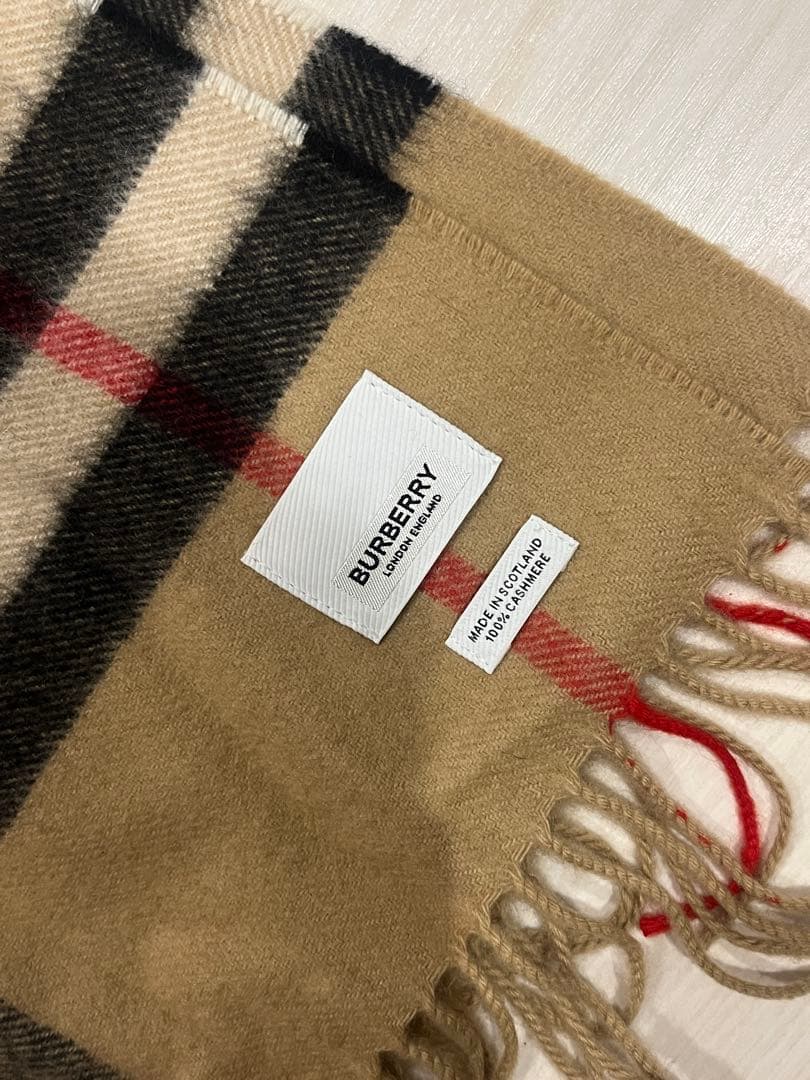 BURBERRY
LONDON ENGLAND
MADE IN SCOTLAND
100% CASHMERE